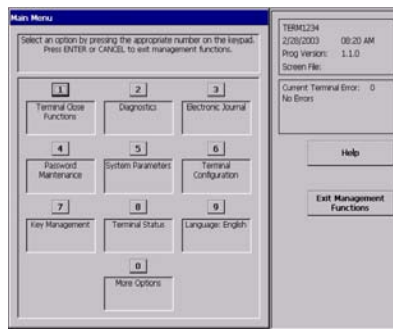 Main Menu
Select an option by pressing the appropriate
number on the keypad.
Press ENTER or CANCEL to exit management functions.
1
Terminal Close
Functions
2
Diagnostics
3
Electronic Journal
4
Password
Maintenance
5
System Parameters
6
Terminal
Configuration
7
Key Management
8
Terminal Status
9
Language: English
0
More Options
TERM1234
2/28/2003 08:20 AM
Prog Version: 1.1.0
Screen File:
Current Terminal Error: 0
No Errors
Help
Exit Management
Functions